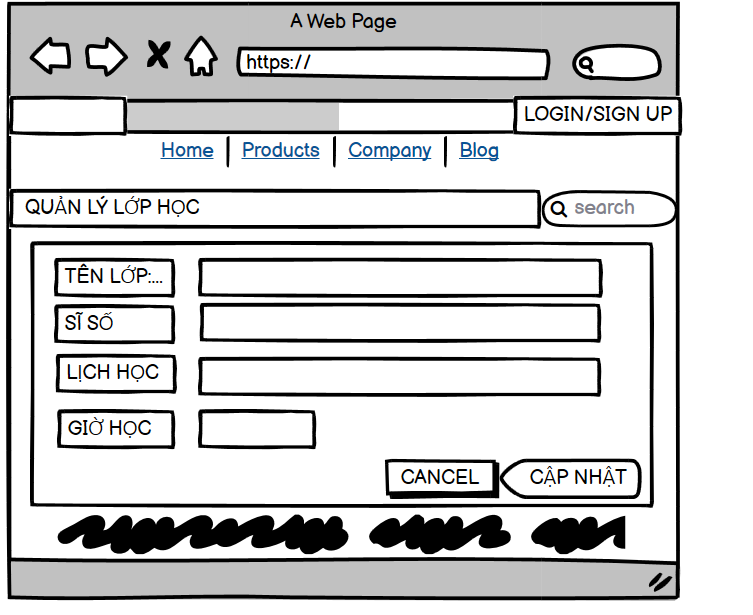 A Web Page
https://
LOGIN/SIGN UP
Home Products Company Blog
QUẢN LÝ LỚP HỌC
search
TÊN LỚP:...
SĨ SỐ
LỊCH HỌC
GIỜ HỌC
CANCEL CẬP NHẬT